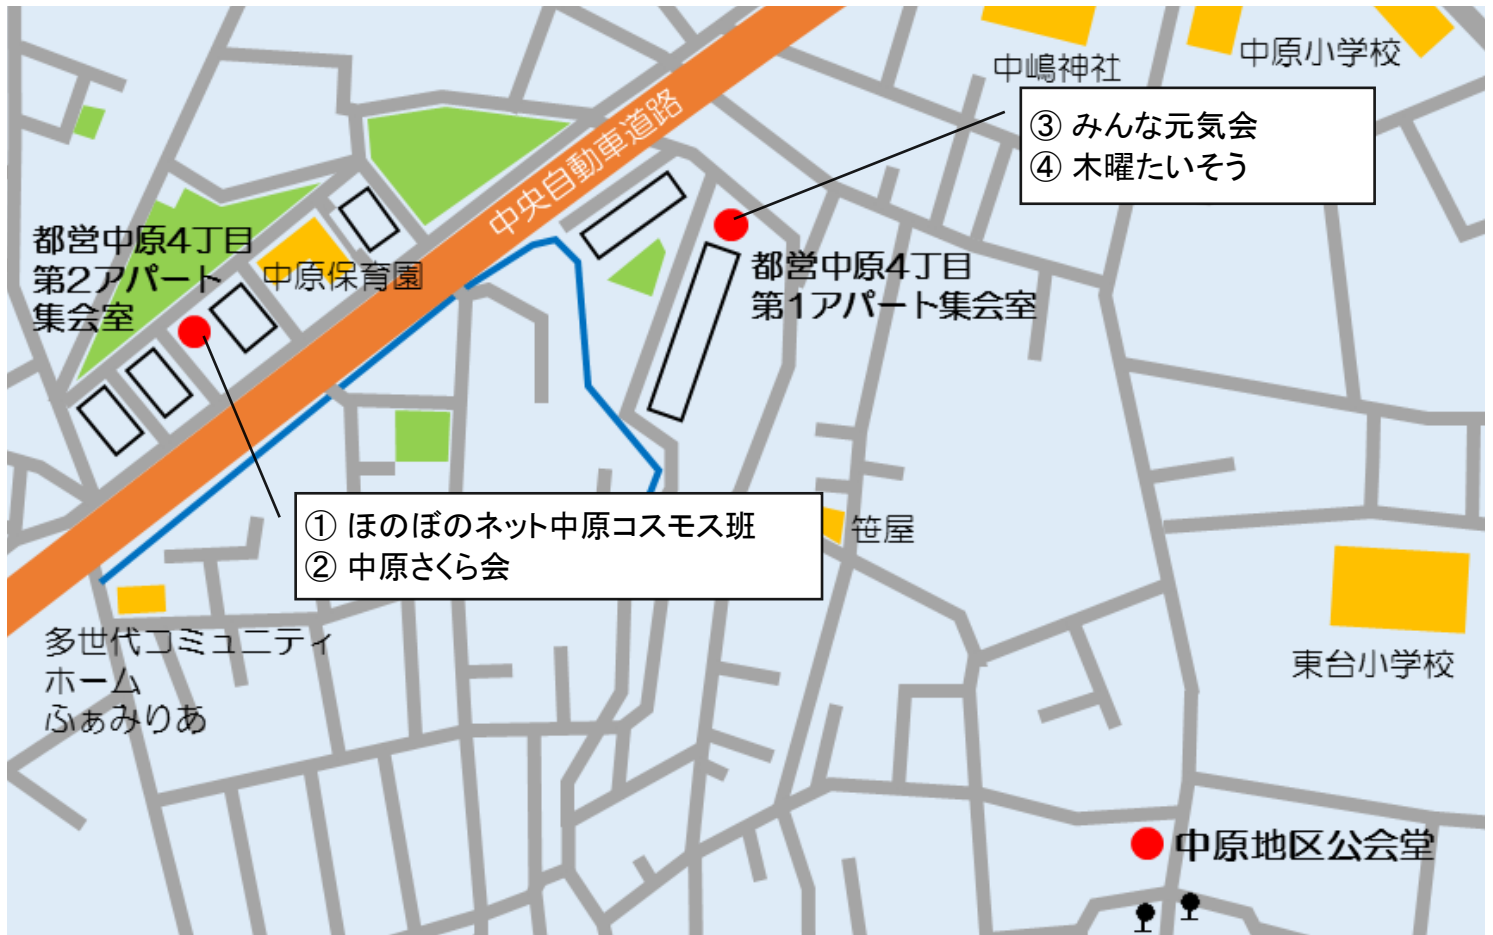 中嶋神社
中原小学校
中央自動車道路
③ みんな元気会
④ 木曜たいそう
都営中原4丁目
第2アパート
集会室
中原保育園
都営中原4丁目
第1アパート集会室
① ほのぼのネット中原コスモス班
② 中原さくら会
笹屋
多世代コミュニティ
ホーム
ふぁみりあ
東台小学校
中原地区公会堂